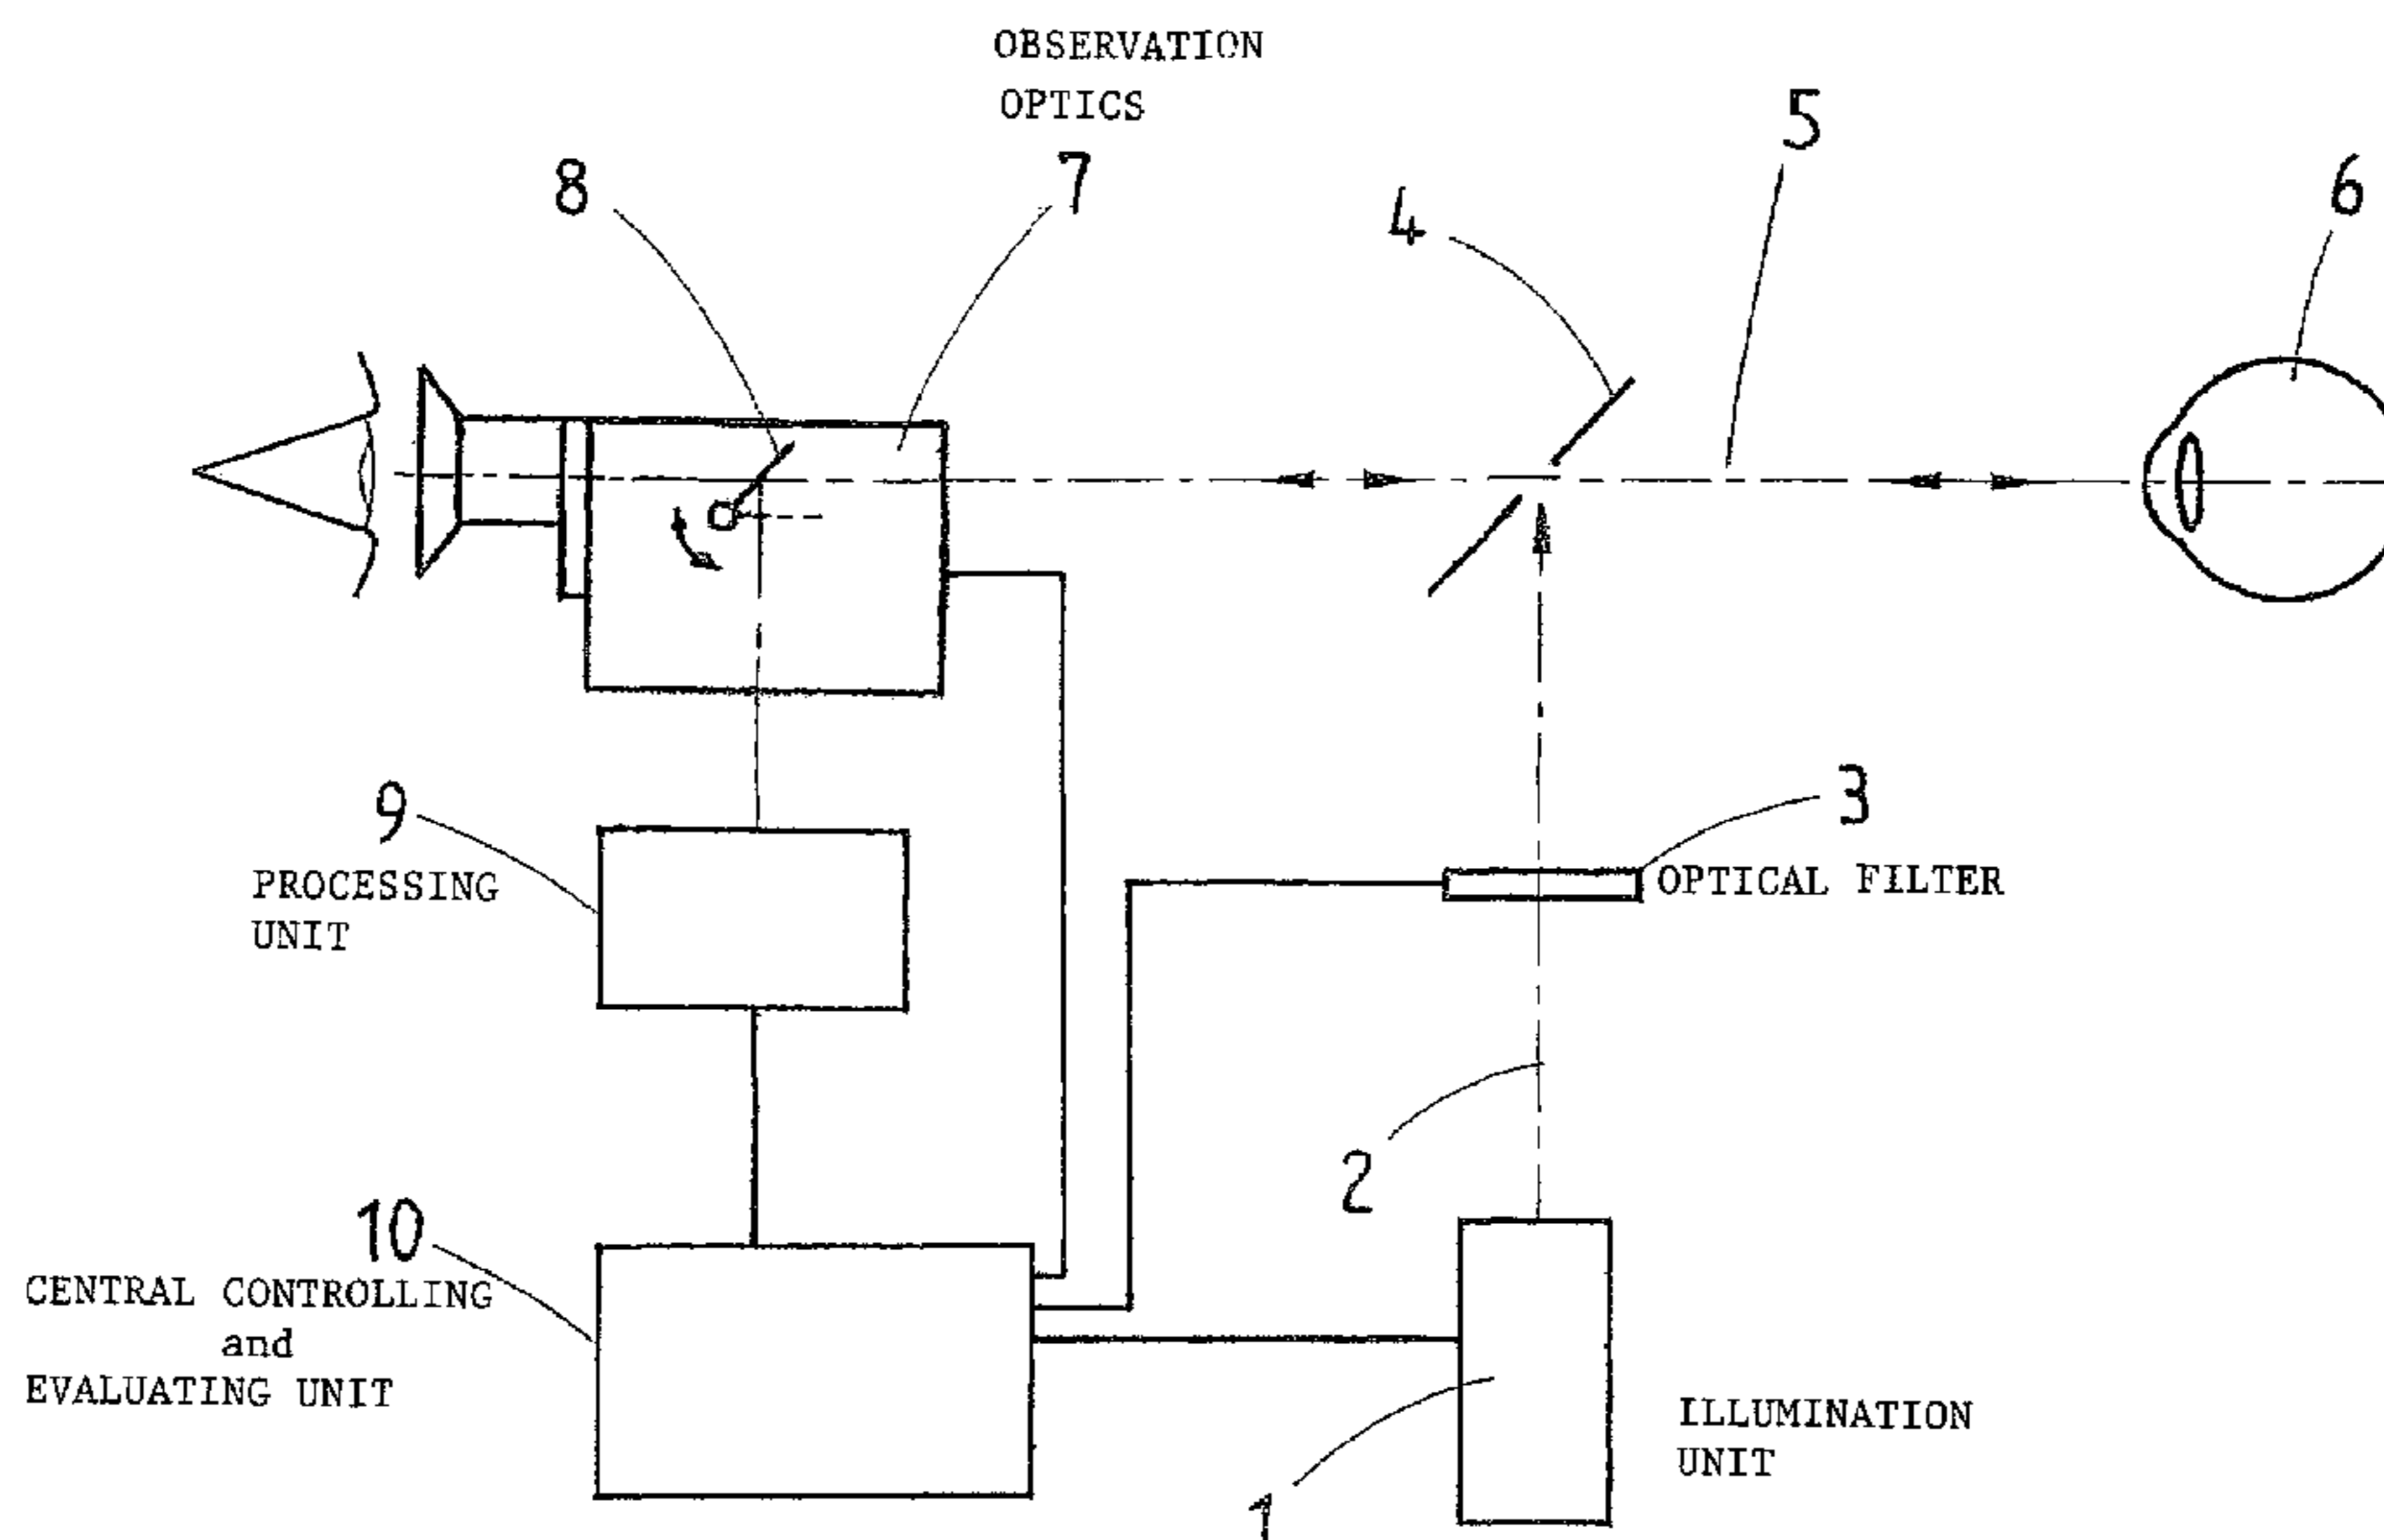 OBSERVATION
OPTICS
5
8
7
4
6
9
PROCESSING
UNIT
3
OPTICAL FILTER
2
10
CENTRAL CONTROLLING
and
EVALUATING UNIT
ILLUMINATION
UNIT
1